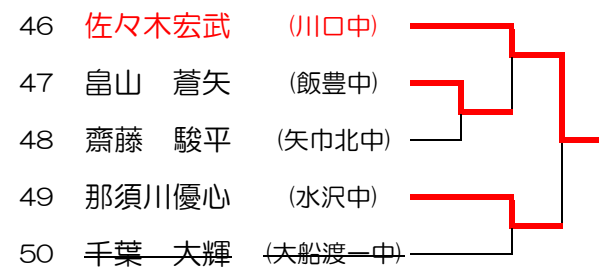 46 佐々木宏武 (川口中)
47 畠山 蒼矢 (飯豊中)
48 齋藤 駿平 (矢巾北中)
49 那須川優心 (水沢中)
50 千葉 大輝 (大船渡一中)